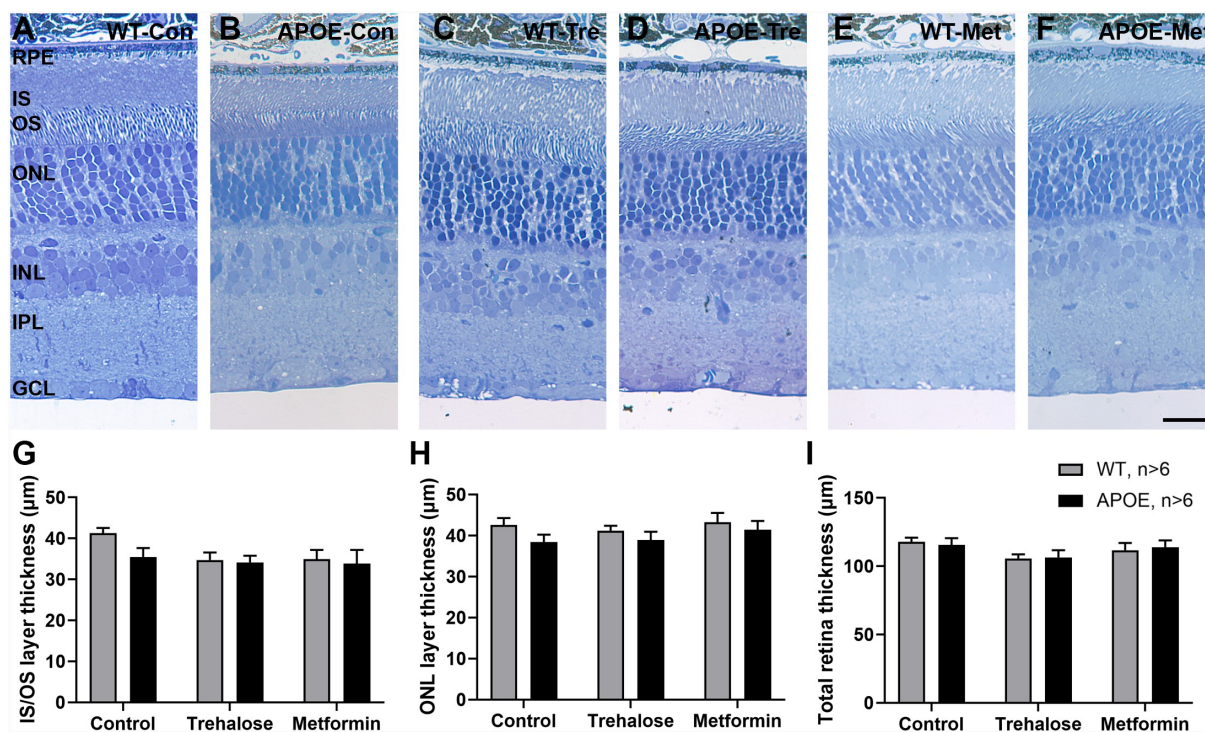 A WT-Con
B APOE-Con
C WT-Tre
D APOE-Tre
E WT-Met
F APOE-Met
RPE
IS
OS
ONL
INL
IPL
GCL
G
IS/OS layer thickness (µm)
50
40
30
20
10
0
Control Trehalose Metformin
H
ONL layer thickness (µm)
50
40
30
20
10
0
Control Trehalose Metformin
I
WT, n>6
APOE, n>6
Total retina thickness (µm)
150
100
50
0
Control Trehalose Metformin